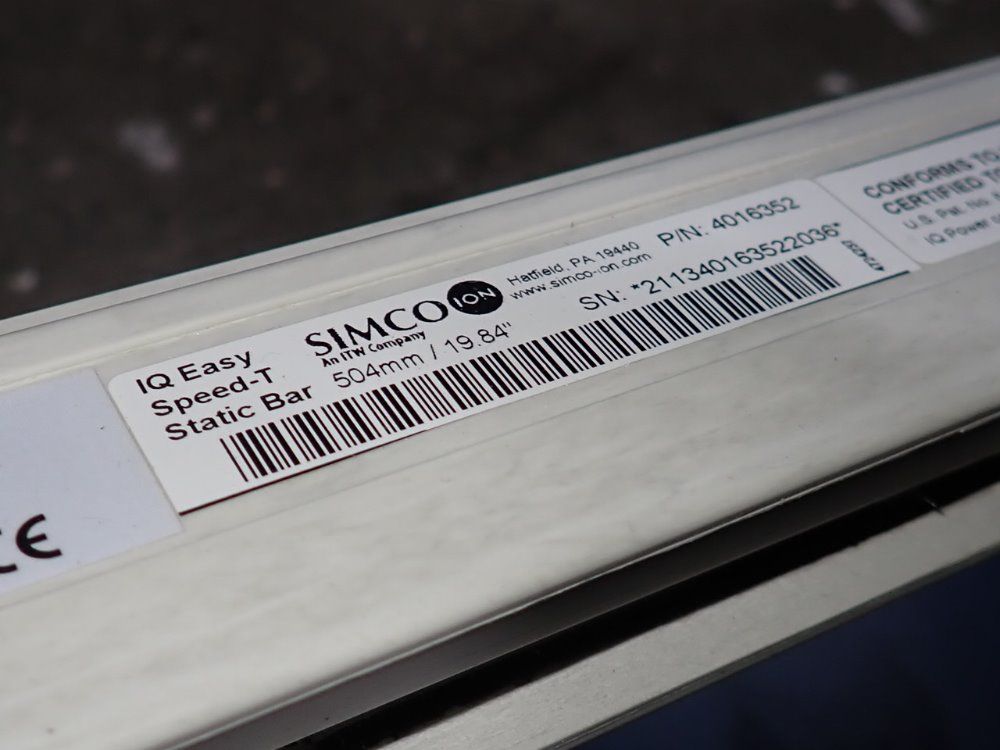 IQ Easy
Speed-T
Static Bar
SIMCO ION
An ITW Company
504mm / 19.84"
Hatfield, PA 19440
www.simco-ion.com
P/N: 4016352
SN: *211340163522036*
CONFORMS TO
CERTIFIED TO
U.S. Pat. No.
IQ Power
CE